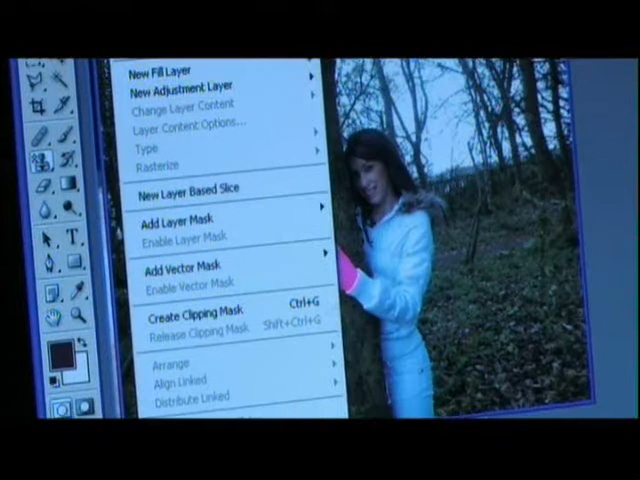 New Fill Layer
New Adjustment Layer
Change Layer Content
Layer Content Options...
Type
Rasterize
New Layer Based Slice
Add Layer Mask
Enable Layer Mask
Add Vector Mask
Enable Vector Mask
Create Clipping Mask Ctrl+G
Release Clipping Mask Shift+Ctrl+G
Arrange
Align Linked
Distribute Linked
T